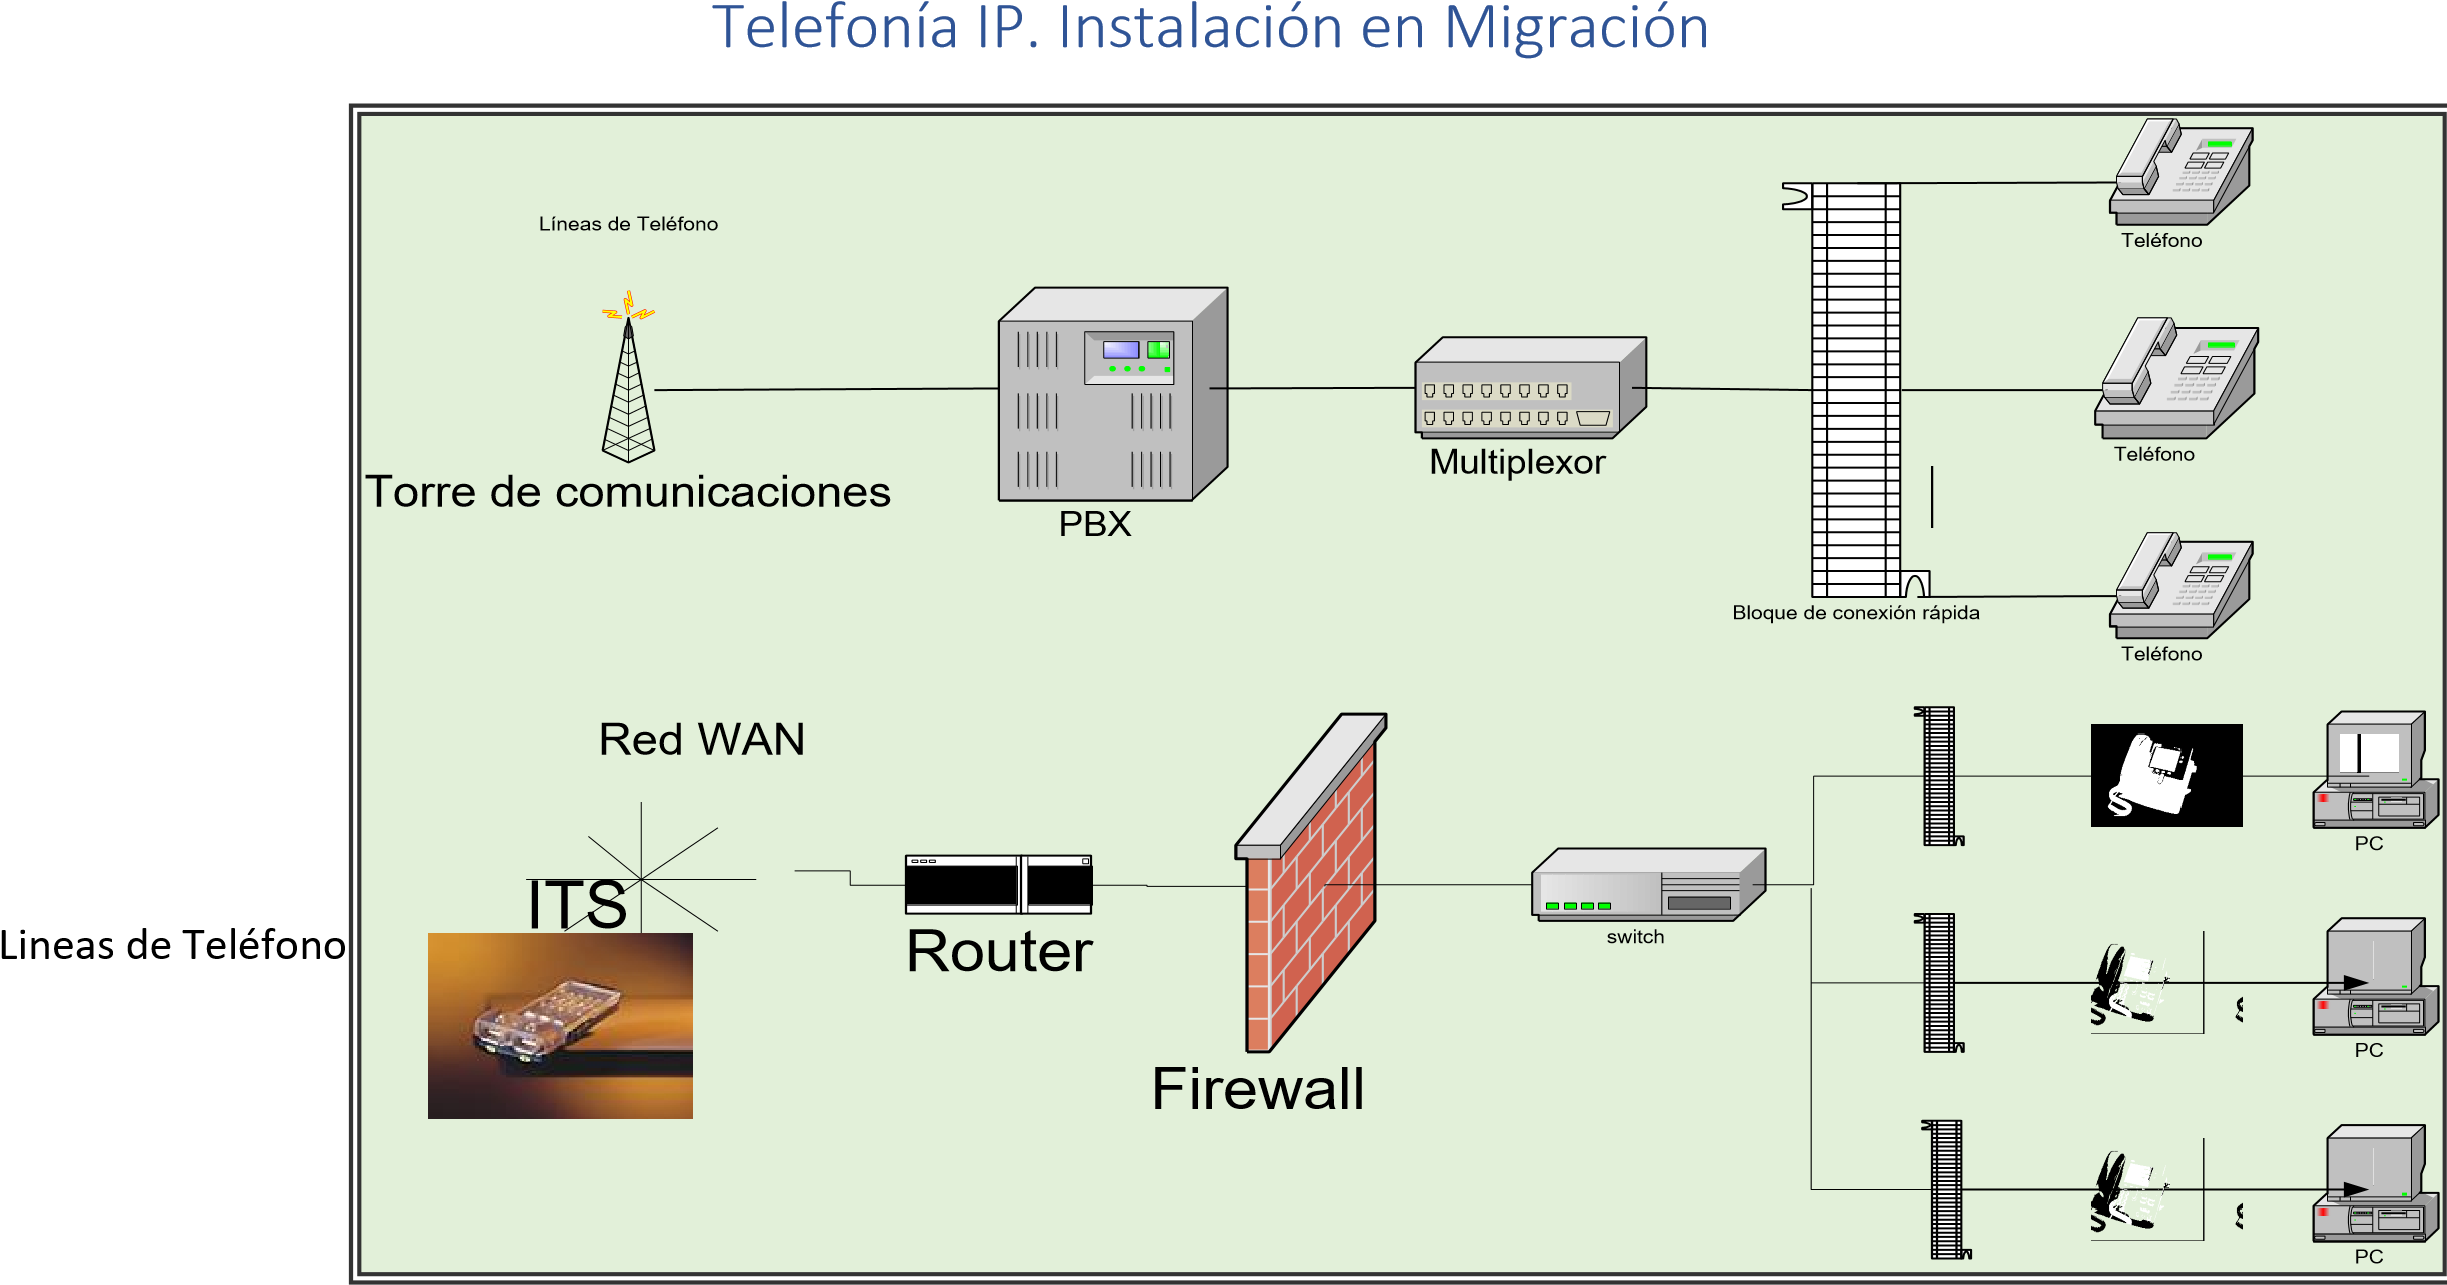 Telefonía IP. Instalación en Migración
Líneas de Teléfono
Torre de comunicaciones
PBX
Multiplexor
Bloque de conexión rápida
Teléfono
Teléfono
Teléfono
Red WAN
ITS
Lineas de Teléfono
Router
Firewall
switch
PC
PC
PC